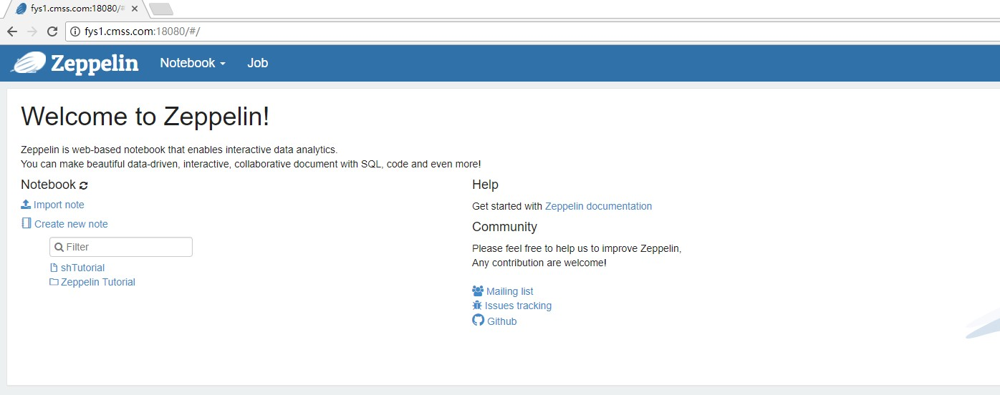 fys1.cmss.com:18080/#
fys1.cmss.com:18080/#/
Zeppelin Notebook Job
Welcome to Zeppelin!
Zeppelin is web-based notebook that enables interactive data analytics.
You can make beautiful data-driven, interactive, collaborative document with SQL, code and even more!
Notebook
Import note
Create new note
Filter
shTutorial
Zeppelin Tutorial
Help
Get started with Zeppelin documentation
Community
Please feel free to help us to improve Zeppelin,
Any contribution are welcome!
Mailing list
Issues tracking
Github